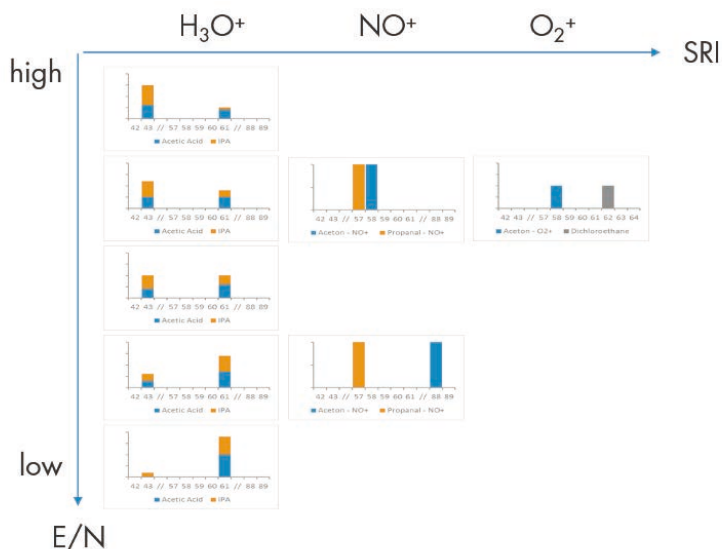 H₃O⁺ NO⁺ O₂⁺
SRI
high
42 43 // 57 58 59 60 61 // 88 89
Acetic Acid IPA
42 43 // 57 58 59 60 61 // 88 89
Acetic Acid IPA
42 43 // 57 58 59 60 61 // 88 89
Aceton - NO+ Propanal - NO+
42 43 // 57 58 59 60 61 62 63 64
Aceton - O2+ Dichloroethane
42 43 // 57 58 59 60 61 // 88 89
Acetic Acid IPA
42 43 // 57 58 59 60 61 // 88 89
Acetic Acid IPA
42 43 // 57 58 59 60 61 // 88 89
Aceton - NO+ Propanal - NO+
low
42 43 // 57 58 59 60 61 // 88 89
Acetic Acid IPA
E/N